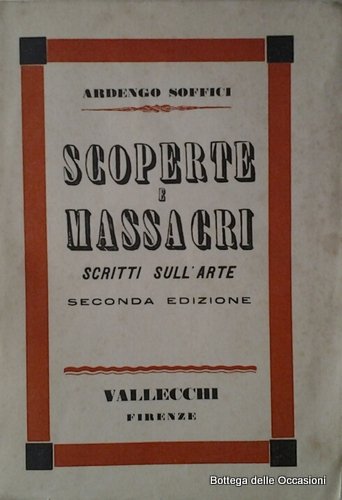 ARDENGO SOFFICI
SCOPERTE
E
MASSACRI
SCRITTI SULL'ARTE
SECONDA EDIZIONE
VALLECCHI
FIRENZE
Bottega delle Occasioni